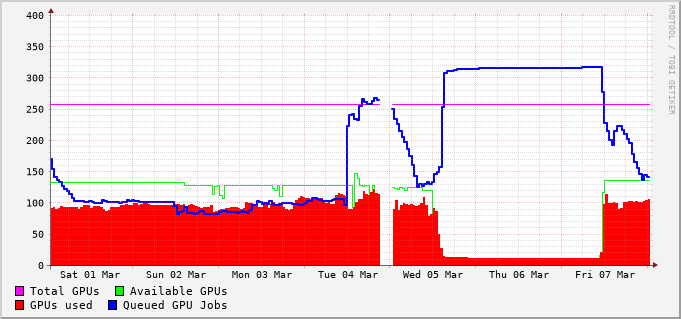 400
350
300
250
200
150
100
50
0
Sat 01 Mar Sun 02 Mar Mon 03 Mar Tue 04 Mar Wed 05 Mar Thu 06 Mar Fri 07 Mar
Total GPUs Available GPUs
GPUs used Queued GPU Jobs
RRDTOOL / TOBI OETIKER